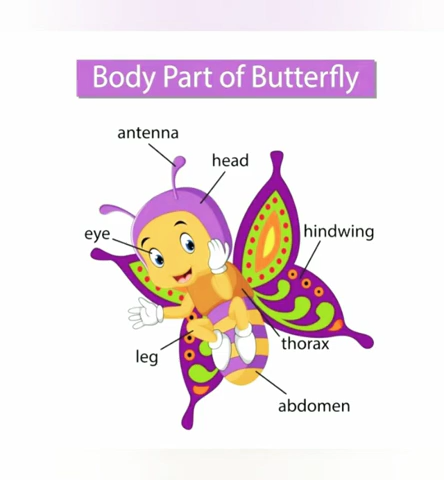 Body Part of Butterfly
antenna
head
eye
hindwing
leg
thorax
abdomen